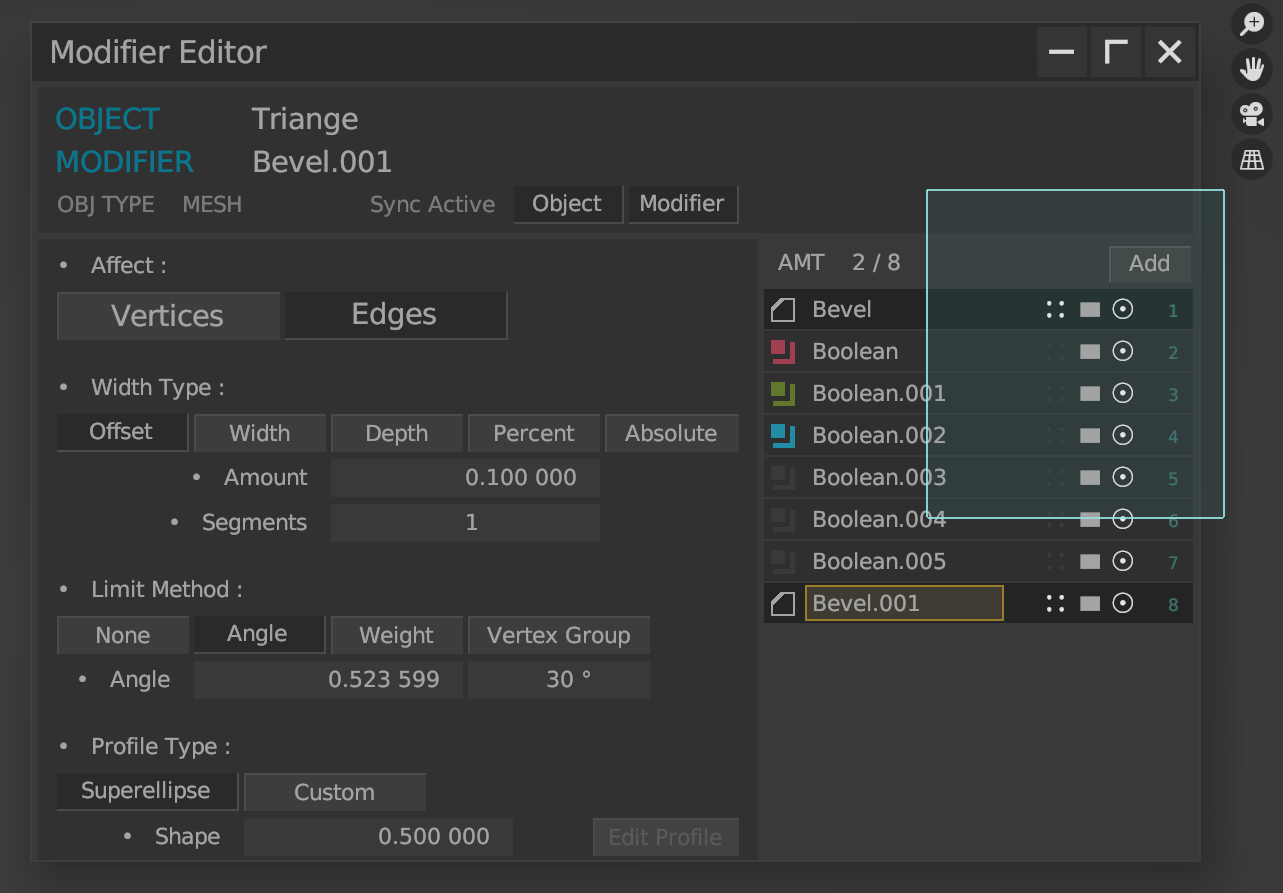 Modifier Editor
OBJECT Triange
MODIFIER Bevel.001
OBJ TYPE MESH Sync Active Object Modifier
• Affect :
Vertices Edges
• Width Type :
Offset Width Depth Percent Absolute
• Amount 0.100 000
• Segments 1
• Limit Method :
None Angle Weight Vertex Group
• Angle 0.523 599 30 °
• Profile Type :
Superellipse Custom
• Shape 0.500 000 Edit Profile
AMT 2 / 8 Add
Bevel 1
Boolean 2
Boolean.001 3
Boolean.002 4
Boolean.003 5
Boolean.004 6
Boolean.005 7
Bevel.001 8